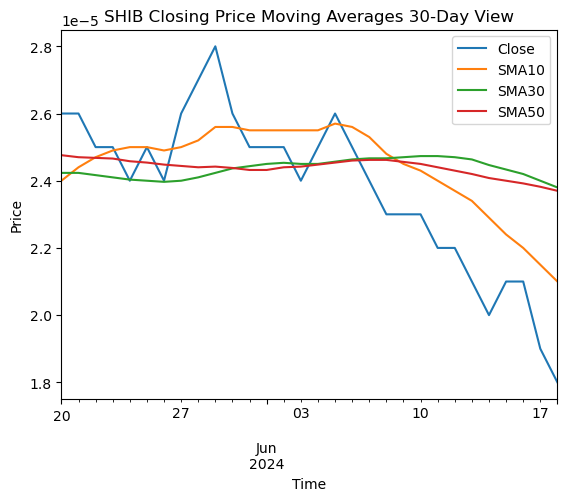 SHIB Closing Price Moving Averages 30-Day View
1e−5
Close
SMA10
SMA30
SMA50
2.8
2.6
2.4
2.2
2.0
1.8
Price
20
27
03
10
17
Jun
2024
Time